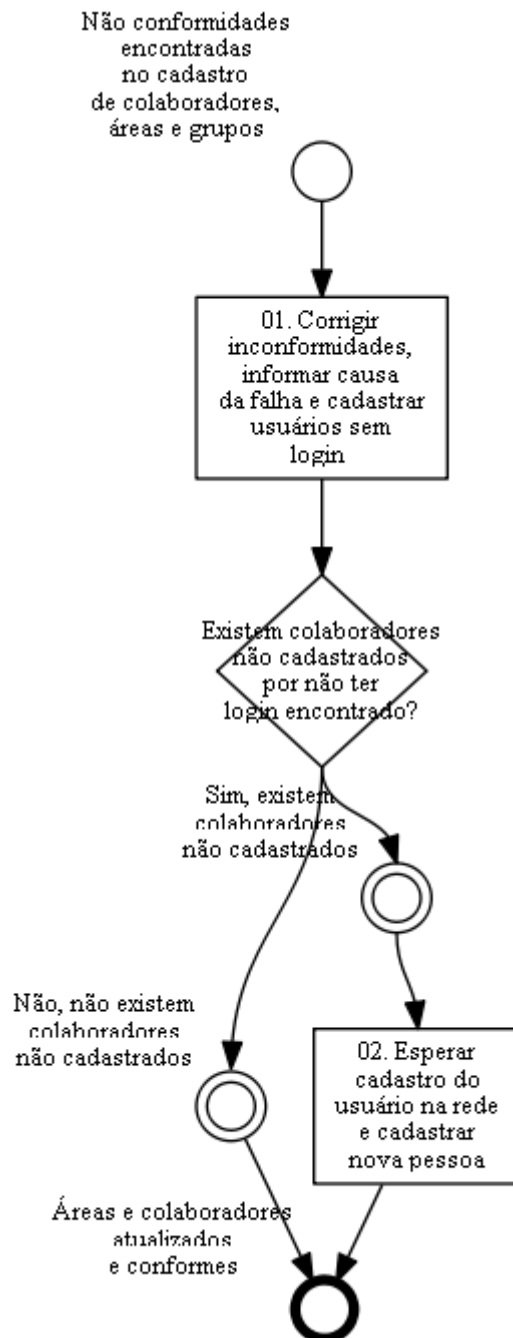 Não conformidades
encontradas
no cadastro
de colaboradores,
áreas e grupos
01. Corrigir
inconformidades,
informar causa
da falha e cadastrar
usuários sem
login
Existem colaboradores
não cadastrados
por não ter
login encontrado?
Sim, existem
colaboradores
não cadastrados
Não, não existem
colaboradores
não cadastrados
02. Esperar
cadastro do
usuário na rede
e cadastrar
nova pessoa
Áreas e colaboradores
atualizados
e conformes